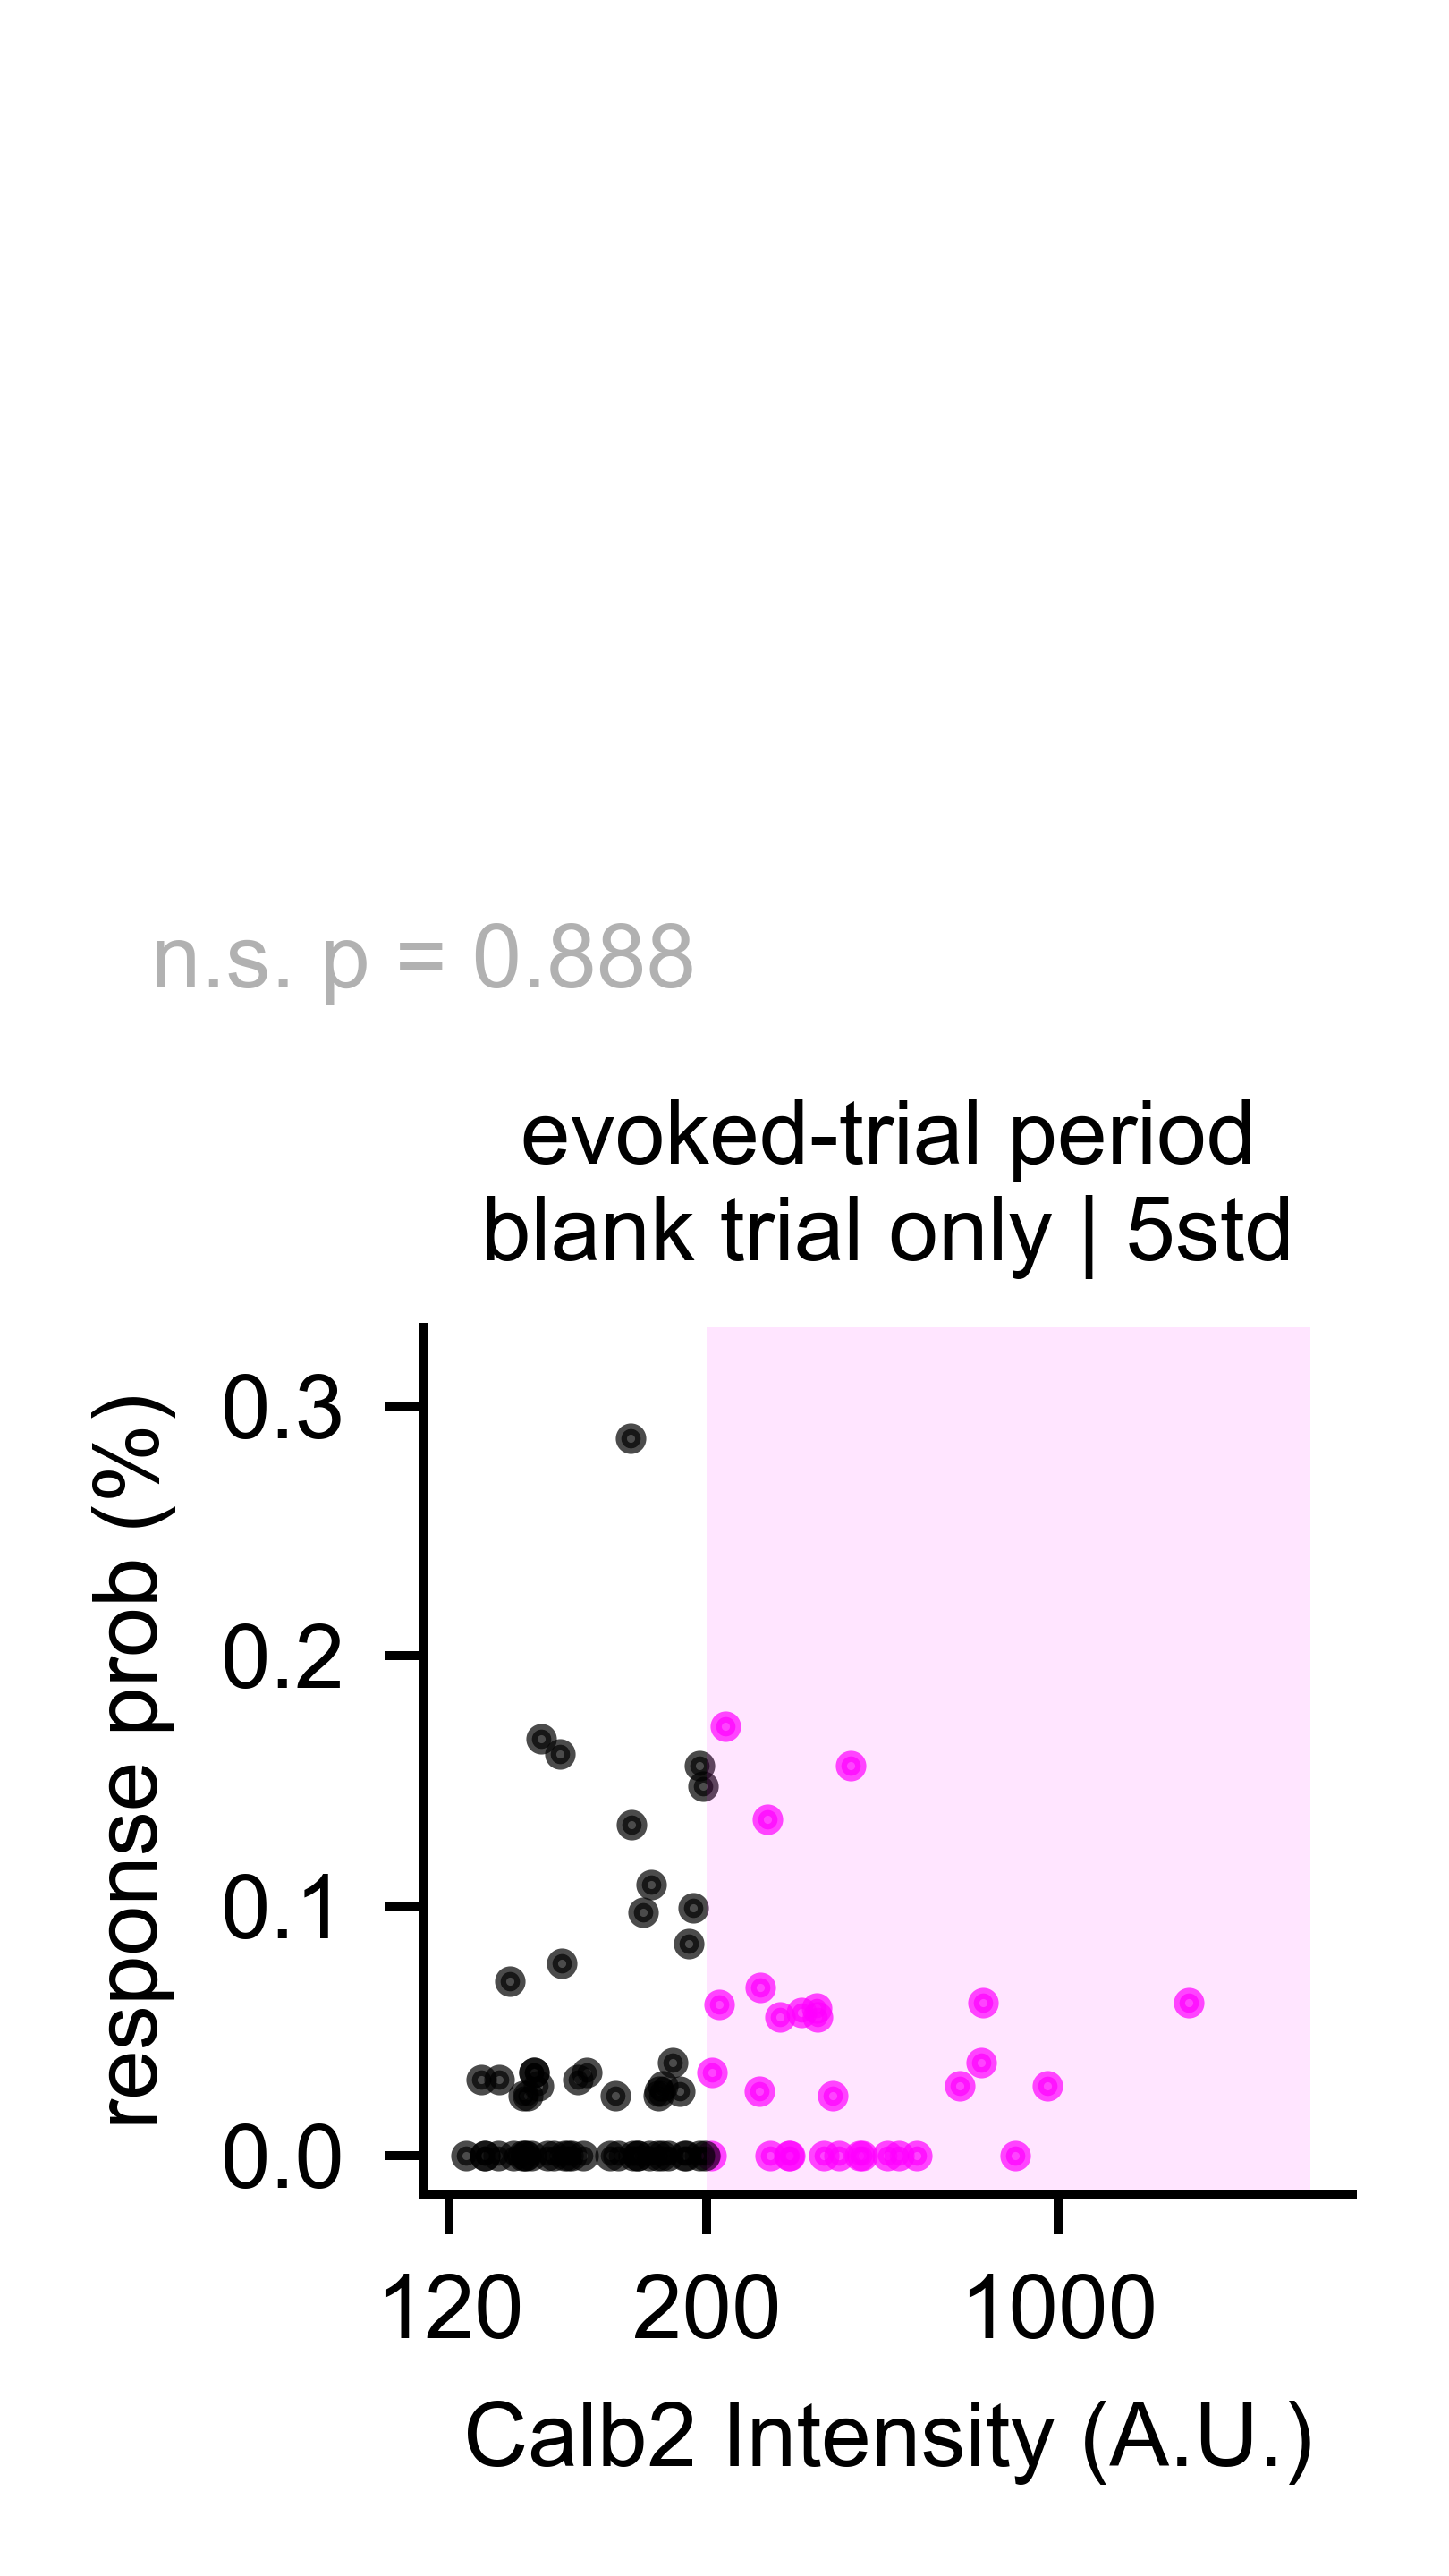 n.s. p = 0.888
evoked-trial period
blank trial only | 5std
response prob (%)
0.3
0.2
0.1
0.0
120 200 1000
Calb2 Intensity (A.U.)